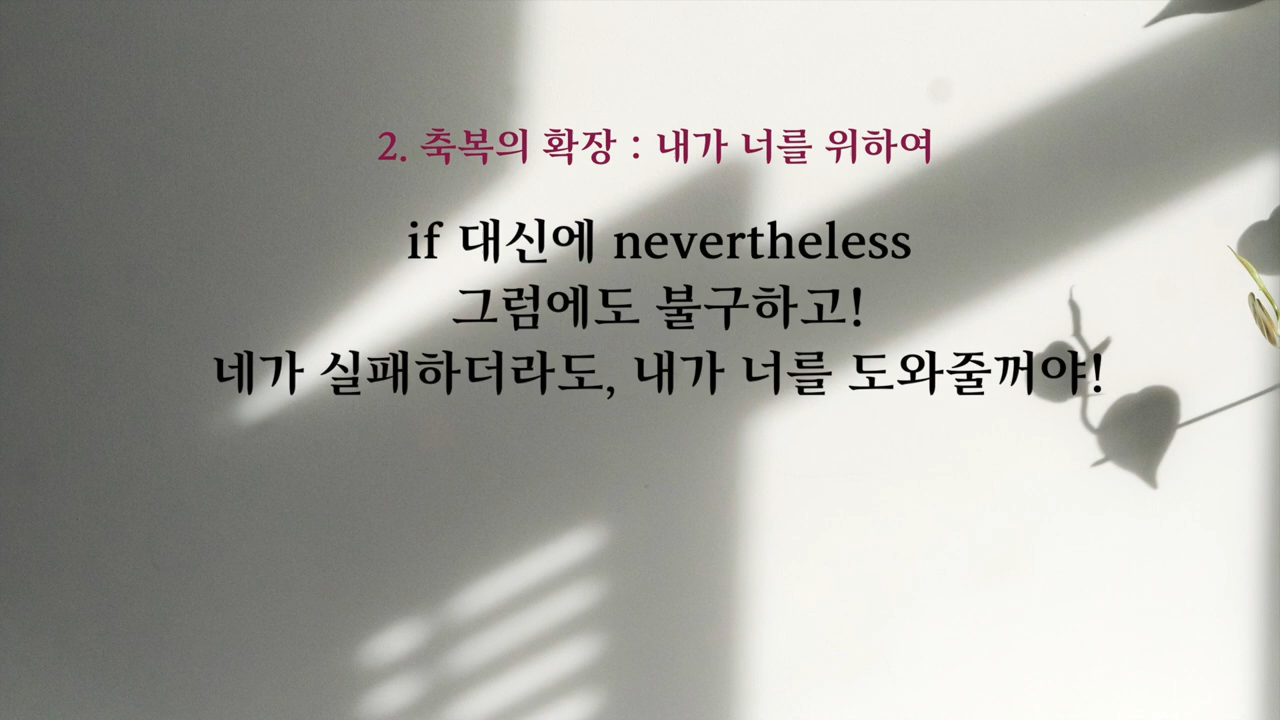 2. 축복의 확장 : 내가 너를 위하여
if 대신에 nevertheless
그럼에도 불구하고!
네가 실패하더라도, 내가 너를 도와줄꺼야!